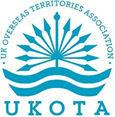 · UK OVERSEAS TERRITORIES ASSOCIATION ·
UKOTA